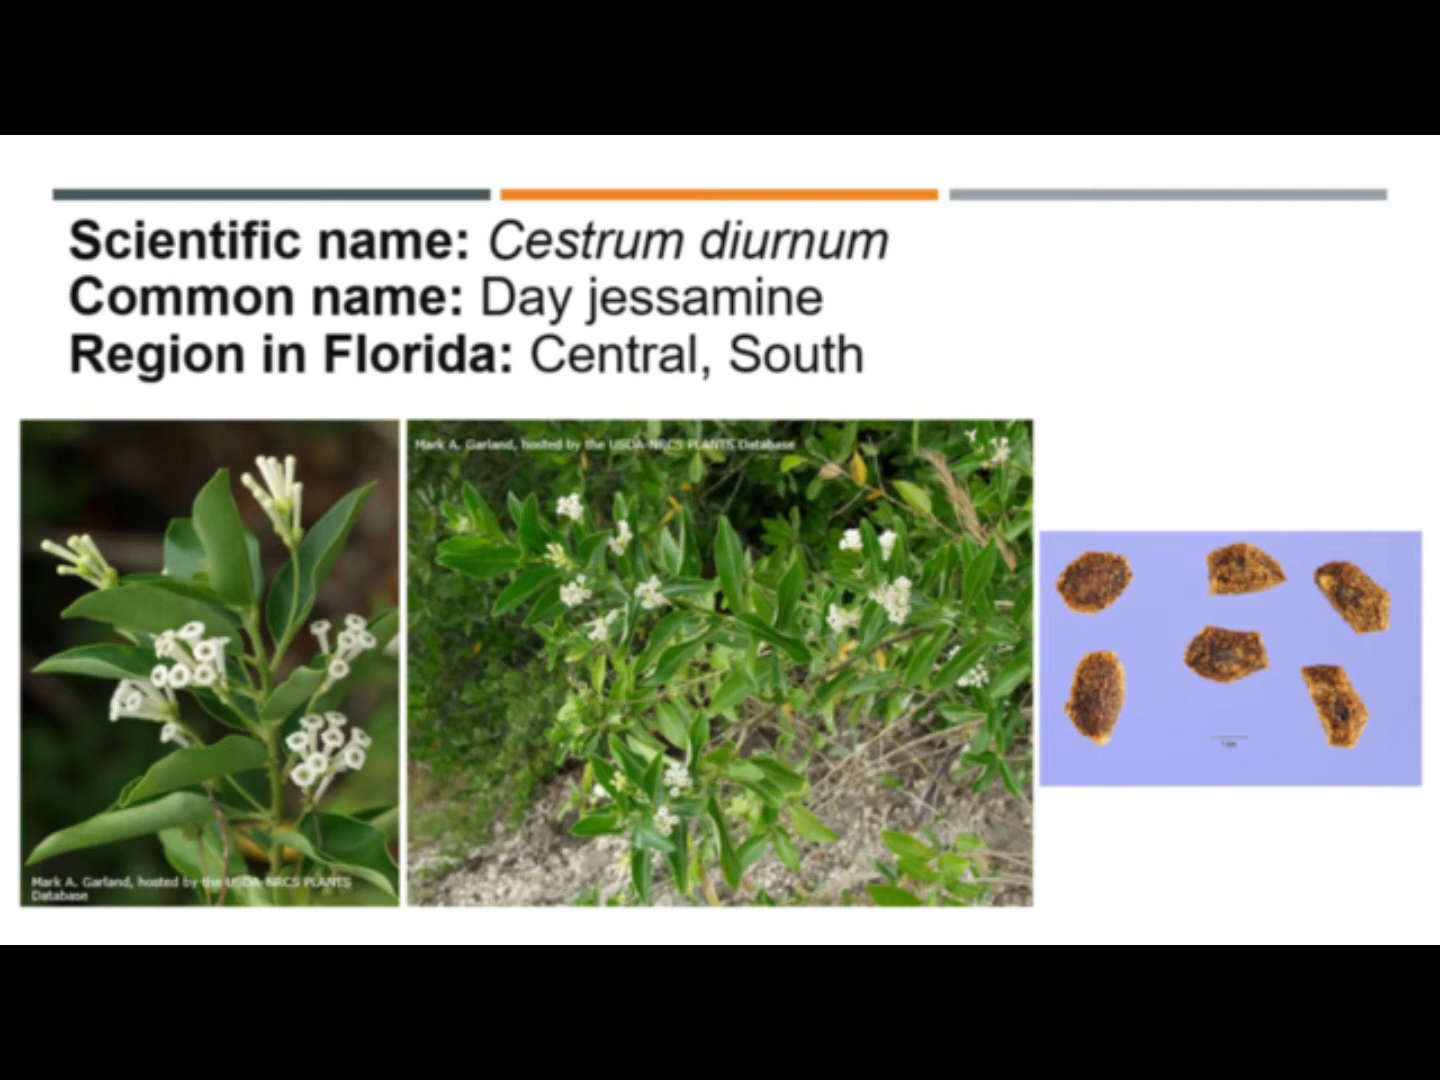 Scientific name: Cestrum diurnum
Common name: Day jessamine
Region in Florida: Central, South
Mark A. Garland, hosted by the USDA-NRCS PLANTS Database
Mark A. Garland, hosted by the USDA-NRCS PLANTS
Database